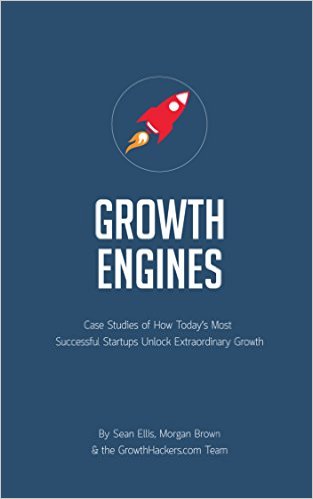 GROWTH
ENGINES
Case Studies of How Today's Most
Successful Startups Unlock Extraordinary Growth
By Sean Ellis, Morgan Brown
& the GrowthHackers.com Team